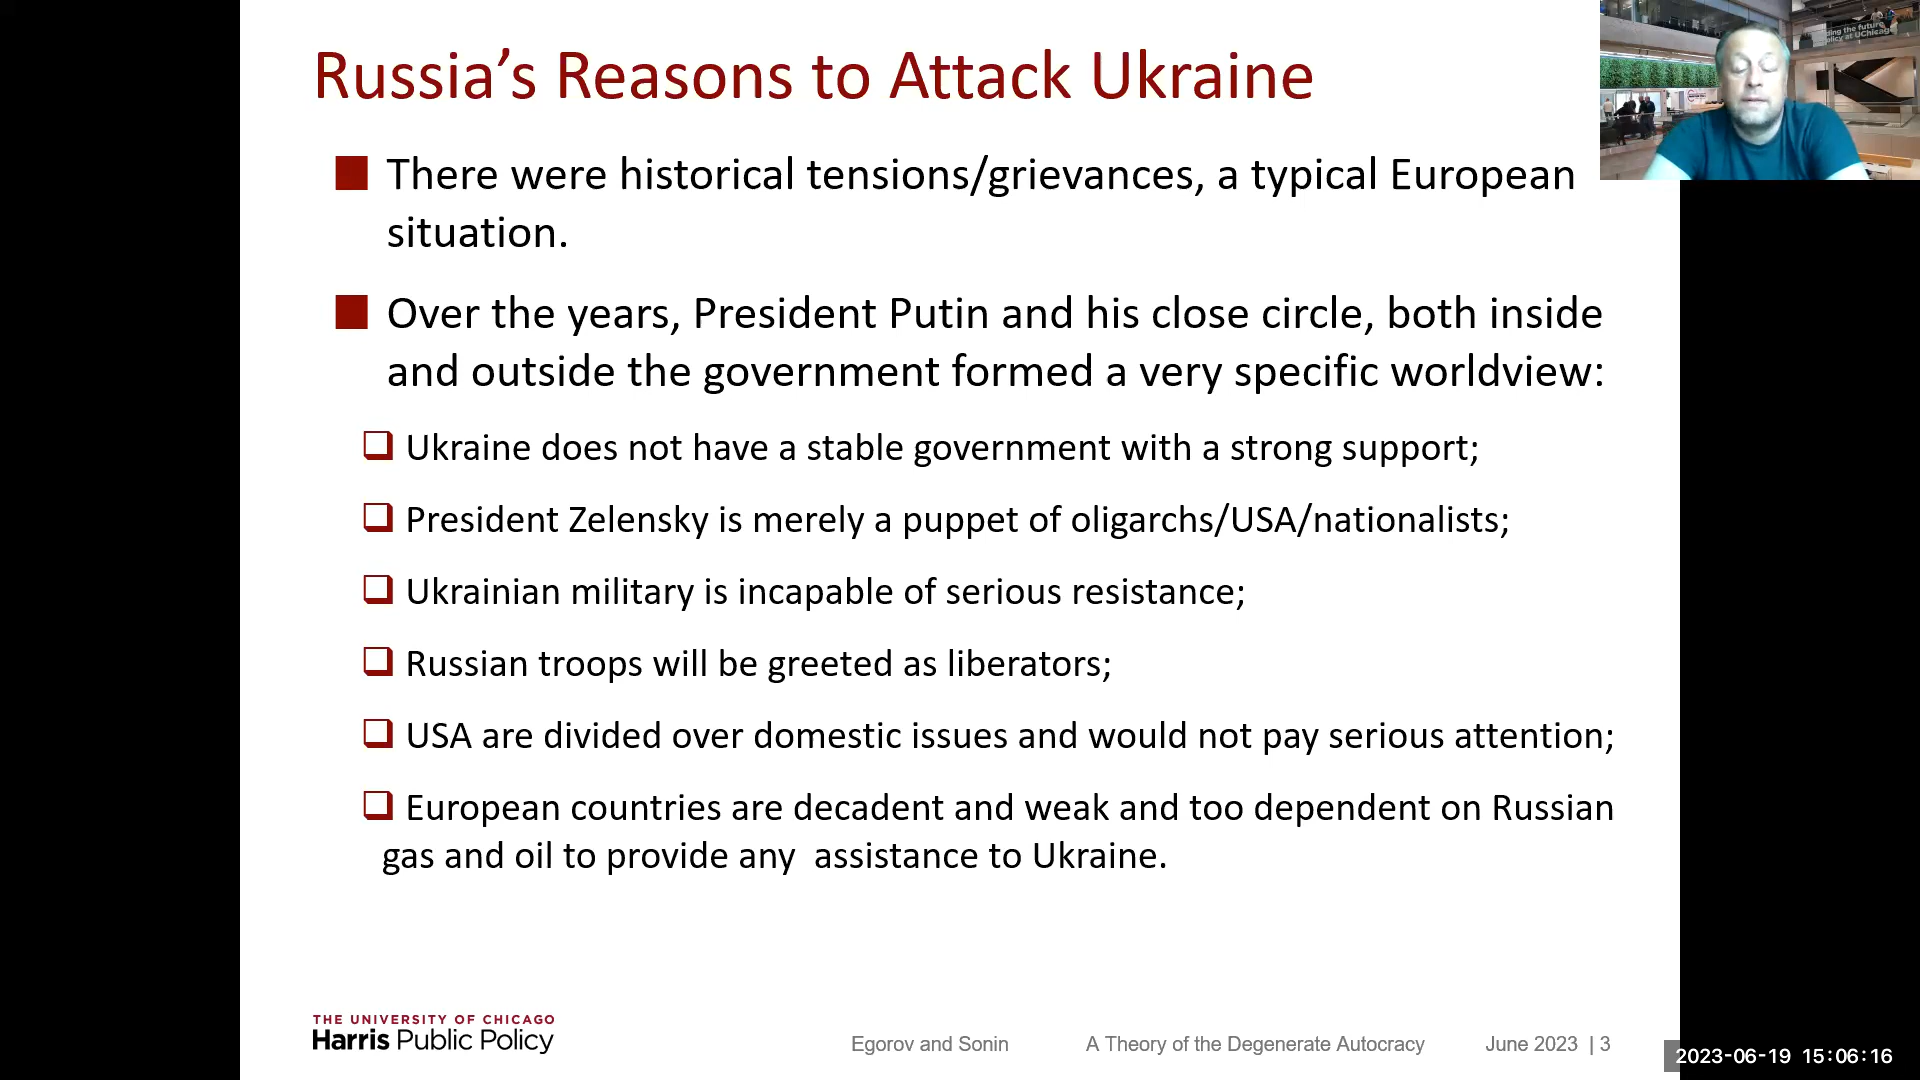 Russia’s Reasons to Attack Ukraine
There were historical tensions/grievances, a typical European
situation.
Over the years, President Putin and his close circle, both inside
and outside the government formed a very specific worldview:
Ukraine does not have a stable government with a strong support;
President Zelensky is merely a puppet of oligarchs/USA/nationalists;
Ukrainian military is incapable of serious resistance;
Russian troops will be greeted as liberators;
USA are divided over domestic issues and would not pay serious attention;
European countries are decadent and weak and too dependent on Russian
gas and oil to provide any assistance to Ukraine.
THE UNIVERSITY OF CHICAGO
Harris Public Policy
Egorov and Sonin
A Theory of the Degenerate Autocracy
June 2023 | 3
2023-06-19 15:06:16